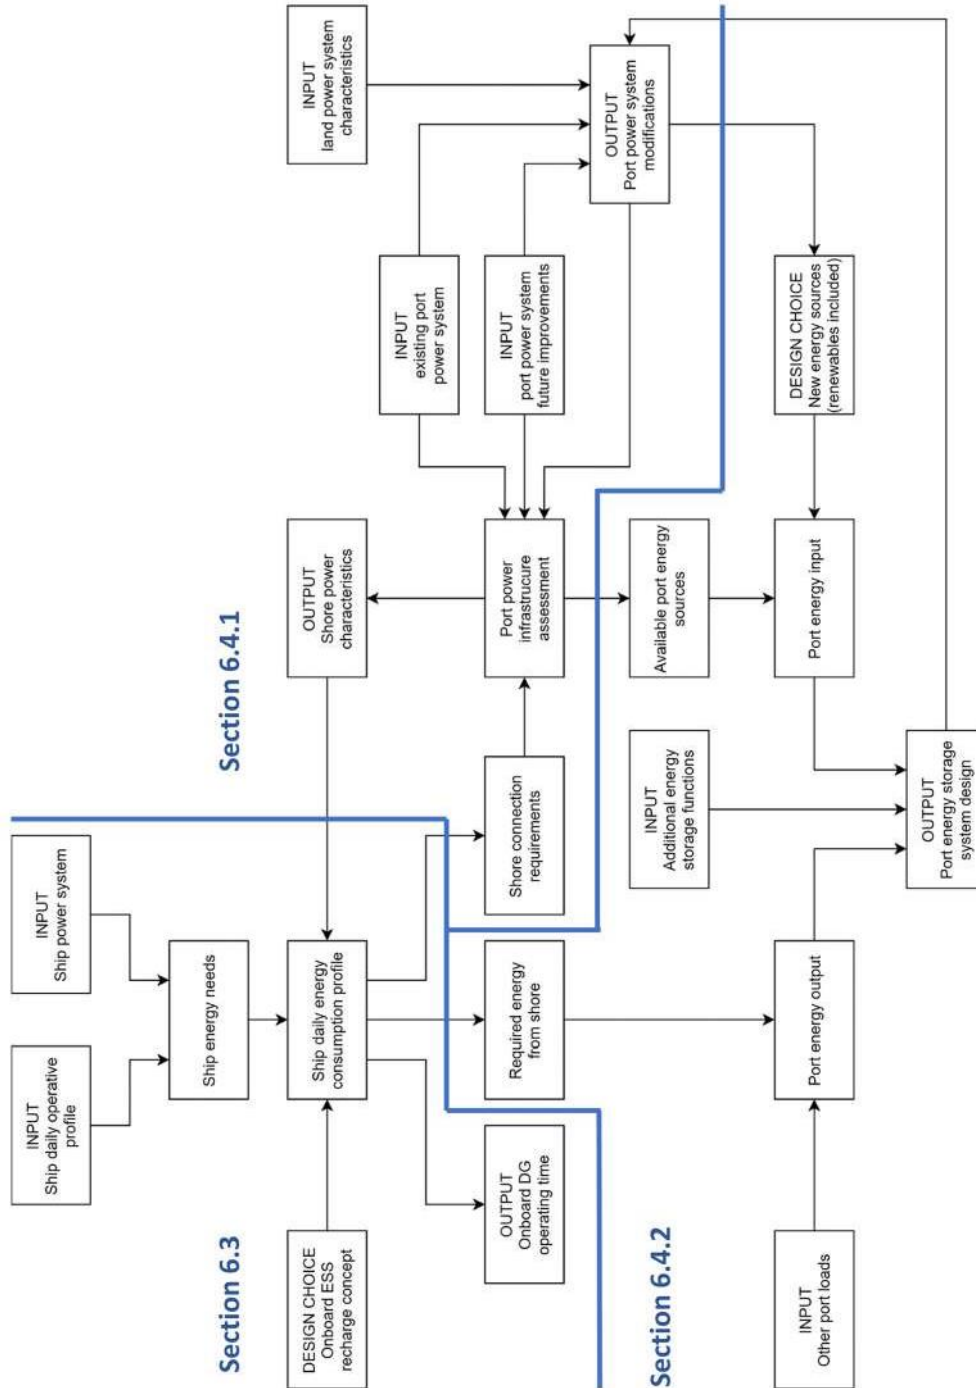 INPUT
Ship daily operative
profile
INPUT
Ship power system
Ship energy needs
Section 6.3
Section 6.4.1
DESIGN CHOICE
Onboard ESS
recharge concept
Ship daily energy
consumption profile
OUTPUT
Shore power
characteristics
INPUT
land power system
characteristics
INPUT
existing port
power system
OUTPUT
Onboard DG
operating time
Required energy
from shore
Shore connection
requirements
Port power
infrastrucure
assessment
INPUT
port power system
future improvements
OUTPUT
Port power system
modifications
Section 6.4.2
INPUT
Additional energy
storage functions
Available port energy
sources
INPUT
Other port loads
Port energy output
Port energy input
DESIGN CHOICE
New energy sources
(renewables included)
OUTPUT
Port energy storage
system design